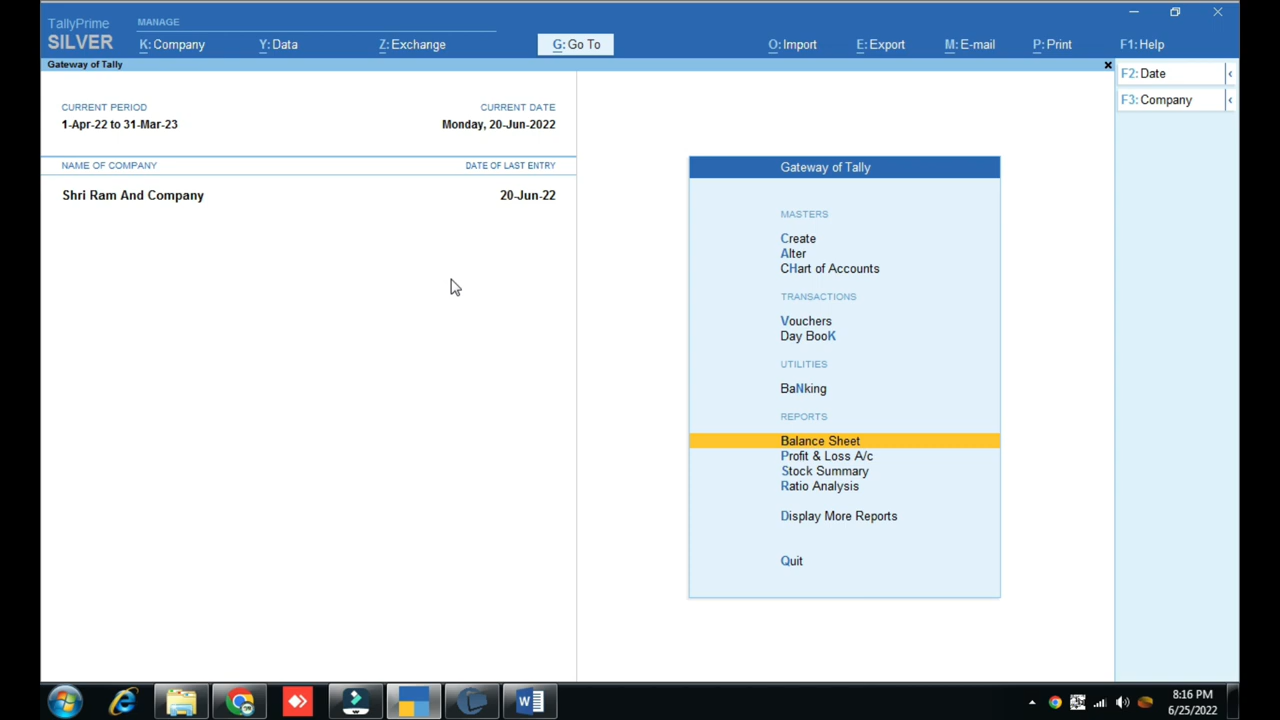 TallyPrime
SILVER
MANAGE
K: Company
Y: Data
Z: Exchange
G: Go To
O: Import
E: Export
M: E-mail
P: Print
F1: Help
Gateway of Tally
F2: Date
F3: Company
CURRENT PERIOD
CURRENT DATE
1-Apr-22 to 31-Mar-23
Monday, 20-Jun-2022
NAME OF COMPANY
DATE OF LAST ENTRY
Shri Ram And Company
20-Jun-22
Gateway of Tally
MASTERS
Create
Alter
CHart of Accounts
TRANSACTIONS
Vouchers
Day BooK
UTILITIES
BaNking
REPORTS
Balance Sheet
Profit & Loss A/c
Stock Summary
Ratio Analysis
Display More Reports
Quit
8:16 PM
6/25/2022